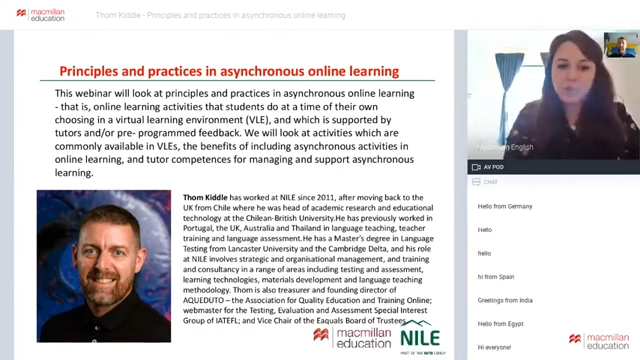 macmillan education
Thom Kiddle - Principles and practices in asynchronous online learning
Principles and practices in asynchronous online learning
This webinar will look at principles and practices in asynchronous online learning
- that is, online learning activities that students do at a time of their own
choosing in a virtual learning environment (VLE), and which is supported by
tutors and/or pre- programmed feedback. We will look at activities which are
commonly available in VLEs, the benefits of including asynchronous activities in
online learning, and tutor competences for managing and support asynchronous
learning.
Thom Kiddle has worked at NILE since 2011, after moving back to the
UK from Chile where he was head of academic research and educational
technology at the Chilean-British University.He has previously worked in
Portugal, the UK, Australia and Thailand in language teaching, teacher
training and language assessment.He has a Master's degree in Language
Testing from Lancaster University and the Cambridge Delta, and his role
at NILE involves strategic and organisational management, and training
and consultancy in a range of areas including testing and assessment,
learning technologies, materials development and language teaching
methodology. Thom is also treasurer and founding director of
AQUEDUTO – the Association for Quality Education and Training Online;
webmaster for the Testing, Evaluation and Assessment Special Interest
Group of IATEFL; and Vice Chair of the Eaquals Board of Trustees
macmillan
education
NILE
Macmillan English
AV POD
CHAT
Hello from Germany
Hello
hello
hi from Spain
Greetings from India
Hello from Egypt
Hi everyone!
macmillan
education